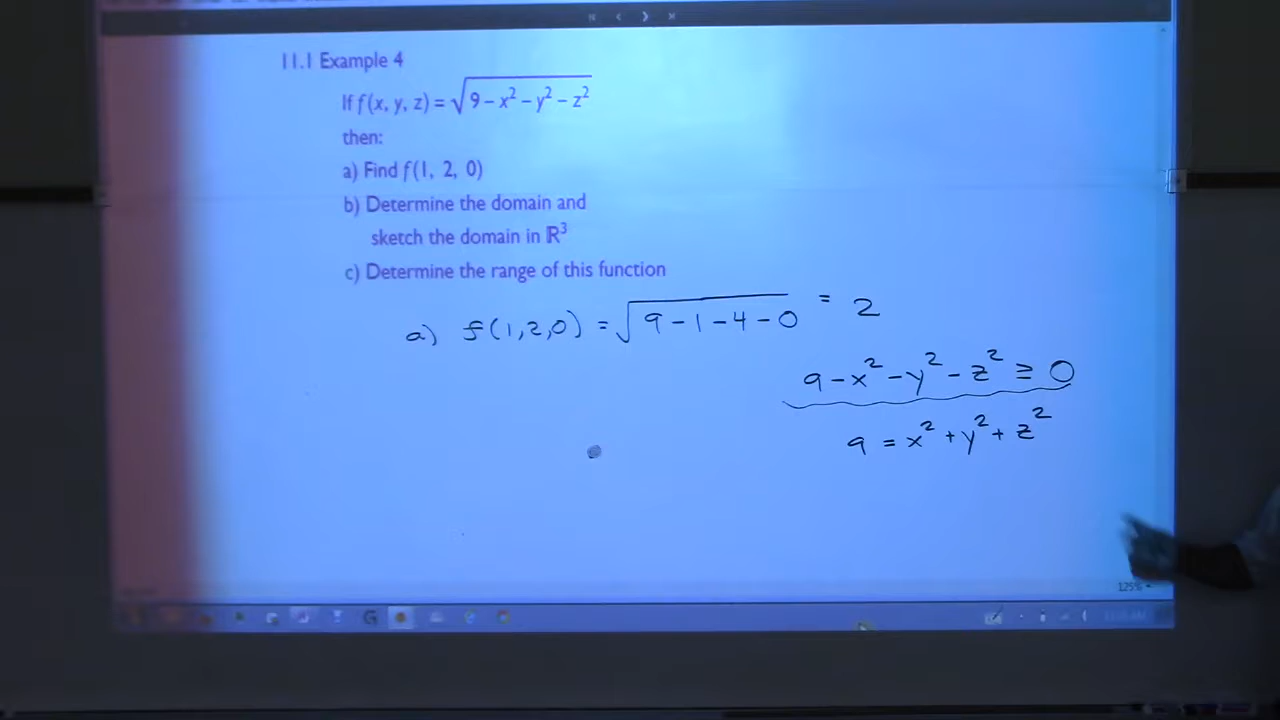 11.1 Example 4
If f(x, y, z) = √9 – x² – y² – z²
then:
a) Find f(1, 2, 0)
b) Determine the domain and
sketch the domain in ℝ³
c) Determine the range of this function
a) f(1,2,0) = √9 – 1 – 4 – 0 = 2
9 – x² – y² – z² ≥ 0
9 = x² + y² + z²
125%